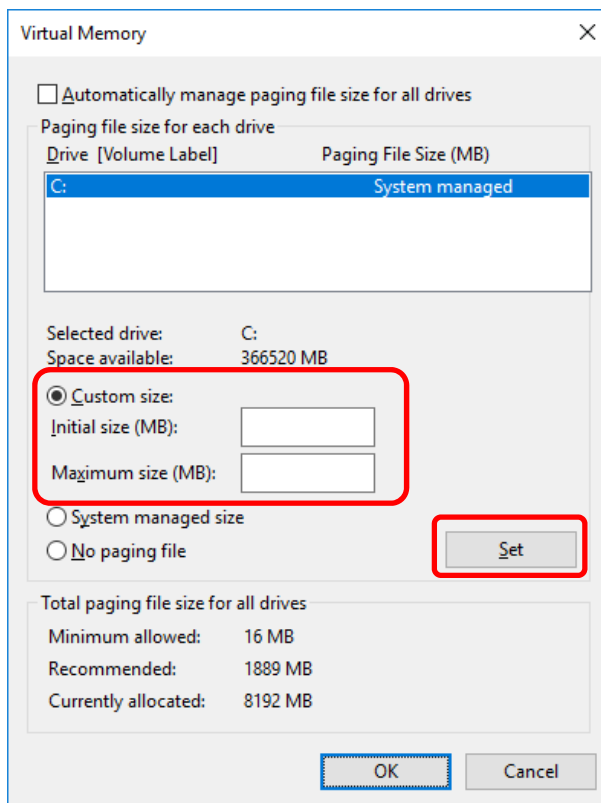 Virtual Memory
Automatically manage paging file size for all drives
Paging file size for each drive
Drive [Volume Label] Paging File Size (MB)
C: System managed
Selected drive: C:
Space available: 366520 MB
Custom size:
Initial size (MB):
Maximum size (MB):
System managed size
No paging file
Set
Total paging file size for all drives
Minimum allowed: 16 MB
Recommended: 1889 MB
Currently allocated: 8192 MB
OK Cancel